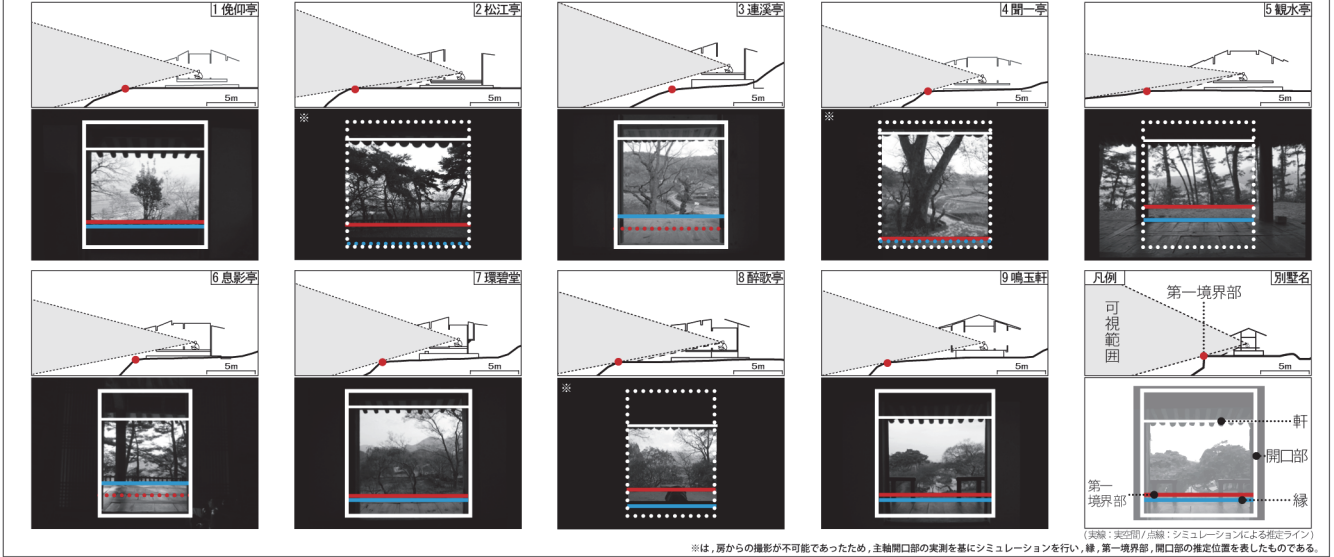 1 俛仰亭
5m
2 松江亭
5m
3 連溪亭
5m
4 聞一亭
5m
5 観水亭
5m
※
※
6 息影亭
5m
7 環碧堂
5m
8 酔歌亭
5m
9 鳴玉軒
5m
凡例
別墅名
第一境界部
可視範囲
5m
※
軒
開口部
第一
境界部
縁
(実線:実空間/点線:シミュレーションによる推定ライン)
※は,房からの撮影が不可能であったため,主軸開口部の実測を基にシミュレーションを行い,縁,第一境界部,開口部の推定位置を表したものである。